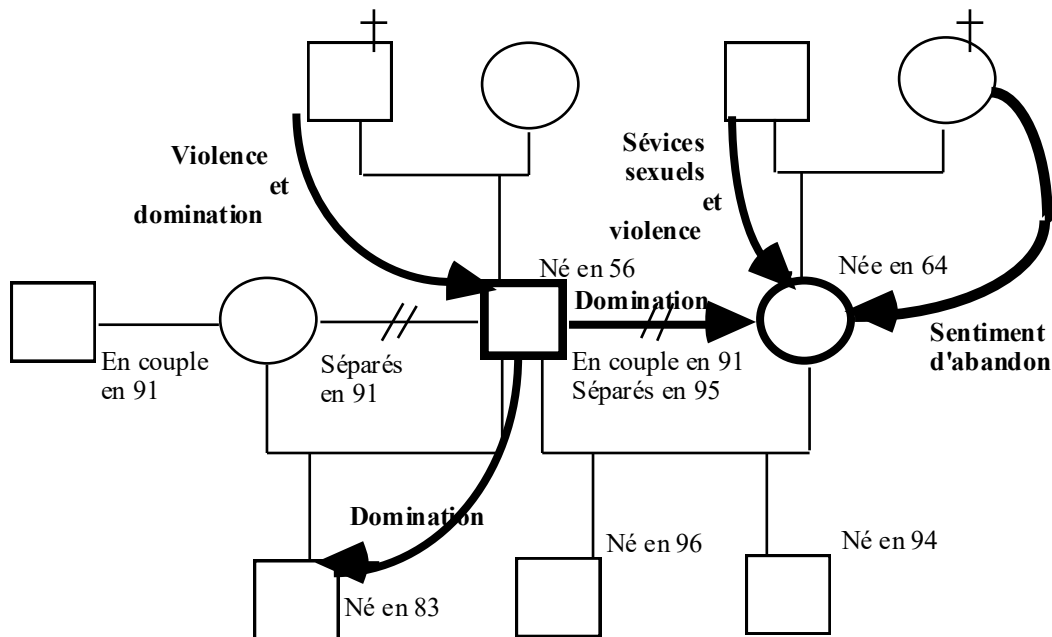 Violence
et
domination
Sévices
sexuels
et
violence
Né en 56
Née en 64
Domination
Sentiment
d'abandon
En couple
en 91
Séparés
en 91
En couple en 91
Séparés en 95
Domination
Né en 83
Né en 96
Né en 94